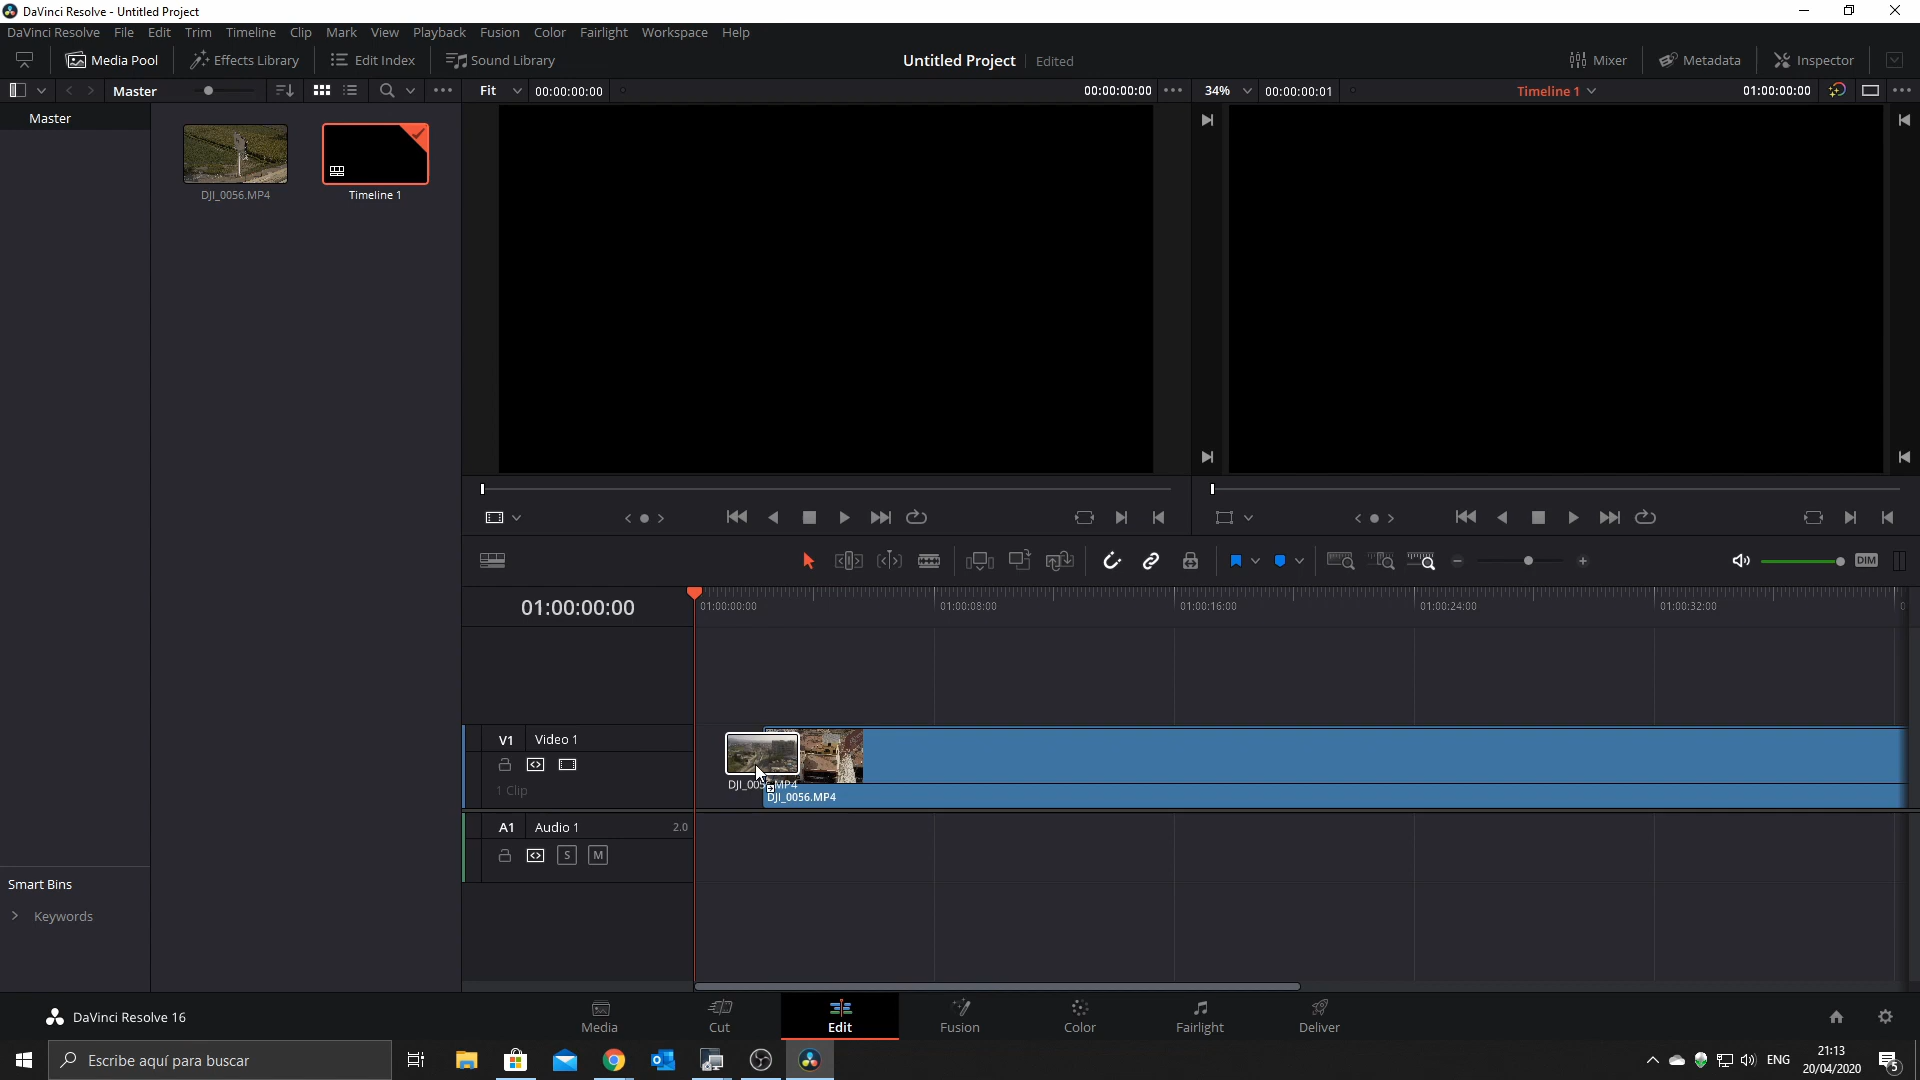 DaVinci Resolve - Untitled Project
DaVinci Resolve File Edit Trim Timeline Clip Mark View Playback Fusion Color Fairlight Workspace Help
Media Pool Effects Library Edit Index Sound Library Untitled Project Edited Mixer Metadata Inspector
Master Fit 00:00:00:00 00:00:00:00 34% 00:00:00:01 Timeline 1 01:00:00:00
Master
DJI_0056.MP4 Timeline 1
DIM
01:00:00:00 01:00:00:00 01:00:08:00 01:00:16:00 01:00:24:00 01:00:32:00 0
V1 Video 1
1 Clip
DJI_0056.MP4
A1 Audio 1 2.0
S M
Smart Bins
Keywords
DaVinci Resolve 16 Media Cut Edit Fusion Color Fairlight Deliver
Escribe aquí para buscar ENG 21:13
20/04/2020 5